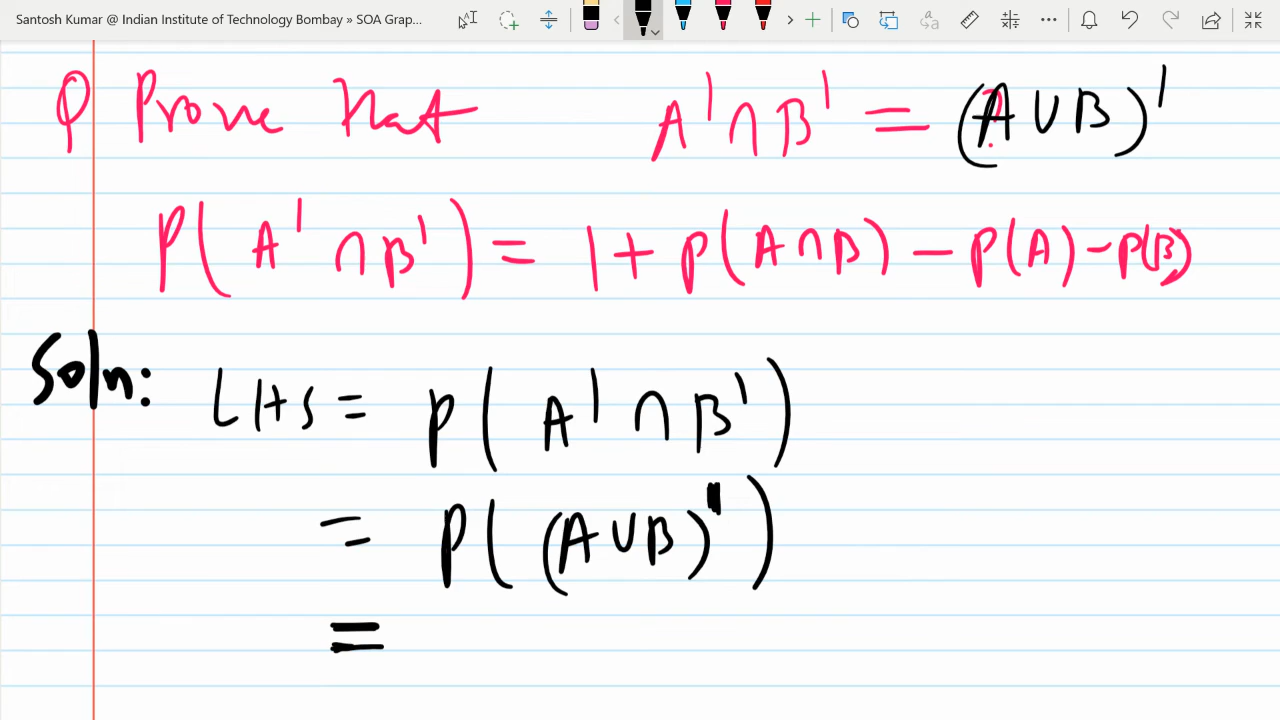 Santosh Kumar @ Indian Institute of Technology Bombay » SOA Grap...
Q Prove that A' ∩ B' = (A ∪ B)'
P( A' ∩ B' ) = 1 + P(A ∩ B) − P(A) − P(B)
Soln: LHS = P( A' ∩ B' )
= P( (A ∪ B)' )
=